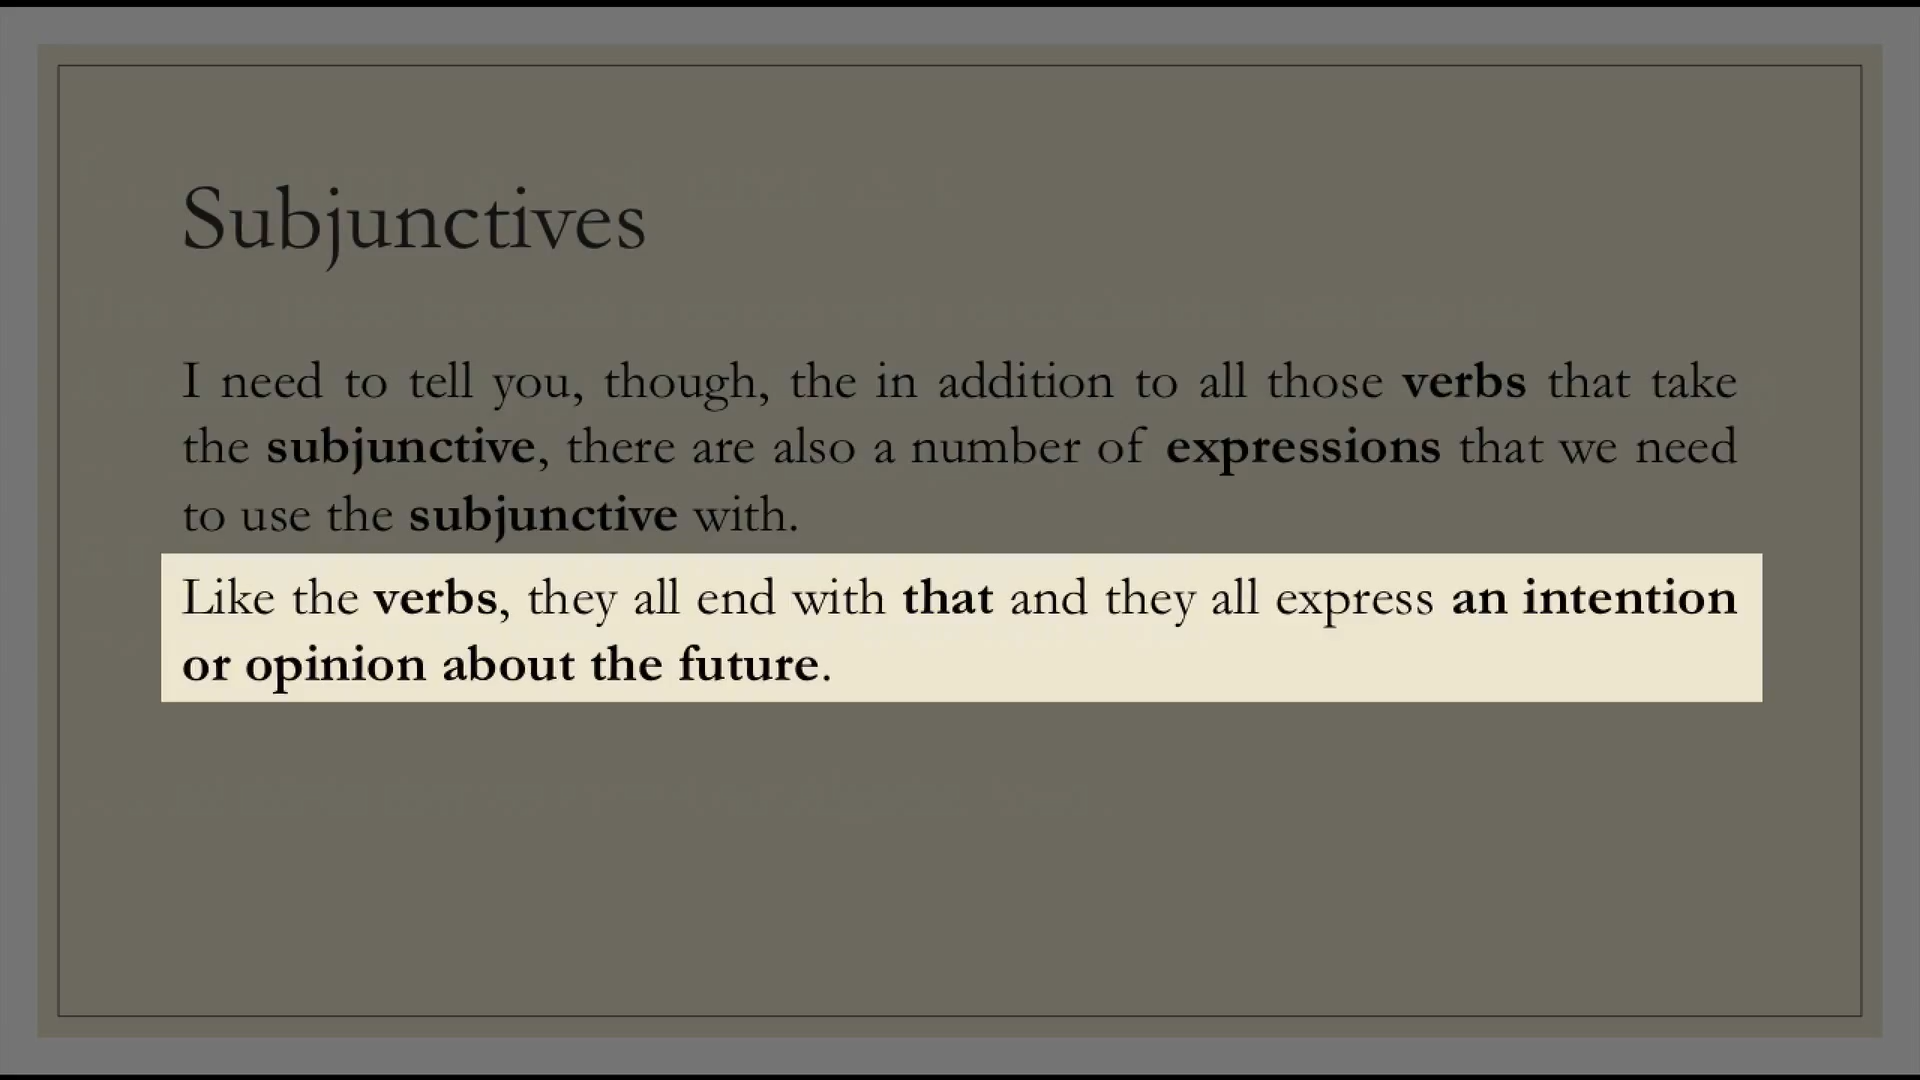 Subjunctives
I need to tell you, though, the in addition to all those verbs that take
the subjunctive, there are also a number of expressions that we need
to use the subjunctive with.
Like the verbs, they all end with that and they all express an intention
or opinion about the future.